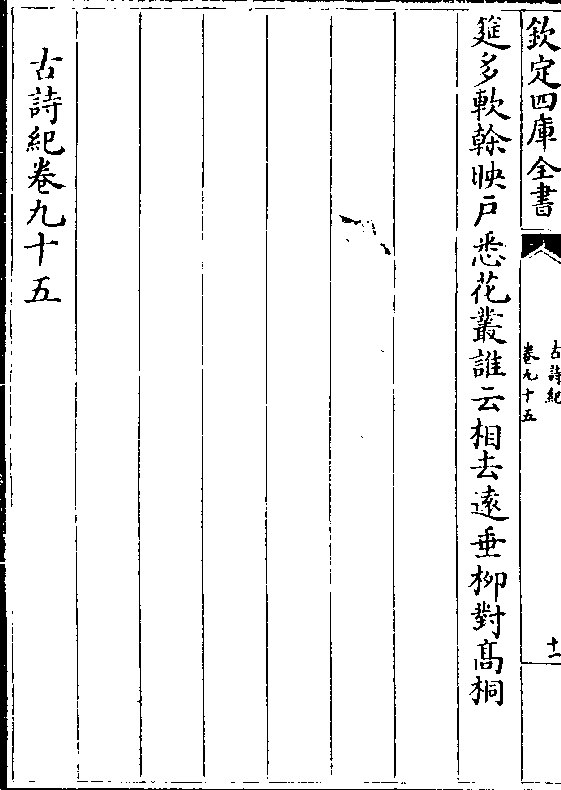 欽定四庫全書
古詩紀
卷九十五
十一
筵多軟幹映戸悉花叢誰云相去遠垂柳對髙桐
古詩紀卷九十五